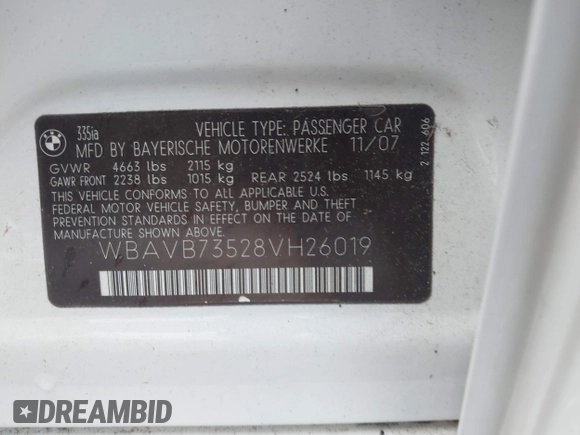 BMW
335ia
VEHICLE TYPE: PASSENGER CAR
MFD BY BAYERISCHE MOTORENWERKE 11/07
GVWR 4663 lbs 2115 kg
GAWR FRONT 2238 lbs 1015 kg REAR 2524 lbs 1145 kg
THIS VEHICLE CONFORMS TO ALL APPLICABLE U.S.
FEDERAL MOTOR VEHICLE SAFETY, BUMPER AND THEFT
PREVENTION STANDARDS IN EFFECT ON THE DATE OF
MANUFACTURE SHOWN ABOVE.
WBAVB73528VH26019
2 122 606
DREAMBID